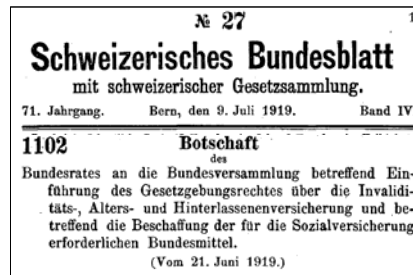 № 27
Schweizerisches Bundesblatt
mit schweizerischer Gesetzsammlung.
71. Jahrgang. Bern, den 9. Juli 1919. Band IV
1102 Botschaft
des
Bundesrates an die Bundesversammlung betreffend Ein-
führung des Gesetzgebungsrechtes über die Invalidi-
täts-, Alters- und Hinterlassenenversicherung und be-
treffend die Beschaffung der für die Sozialversicherung
erforderlichen Bundesmittel.
(Vom 21. Juni 1919.)